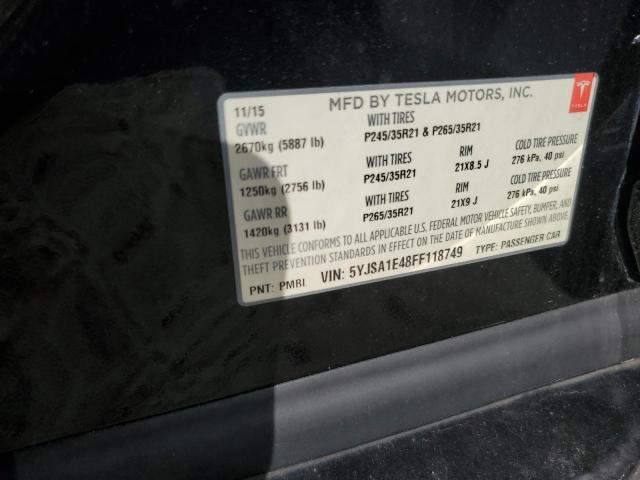 11/15 MFD BY TESLA MOTORS, INC.
TESLA
GVWR WITH TIRES
2670kg (5887 lb) P245/35R21 & P265/35R21
GAWR FRT WITH TIRES RIM COLD TIRE PRESSURE
1250kg (2756 lb) P245/35R21 21X8.5 J 276 kPa, 40 psi
GAWR RR WITH TIRES RIM COLD TIRE PRESSURE
1420kg (3131 lb) P265/35R21 21X9 J 276 kPa, 40 psi
THIS VEHICLE CONFORMS TO ALL APPLICABLE U.S. FEDERAL MOTOR VEHICLE SAFETY, BUMPER, AND
THEFT PREVENTION STANDARDS IN EFFECT ON THE DATE OF MANUFACTURE SHOWN ABOVE.
PNT: PMBL VIN: 5YJSA1E48FF118749 TYPE: PASSENGER CAR